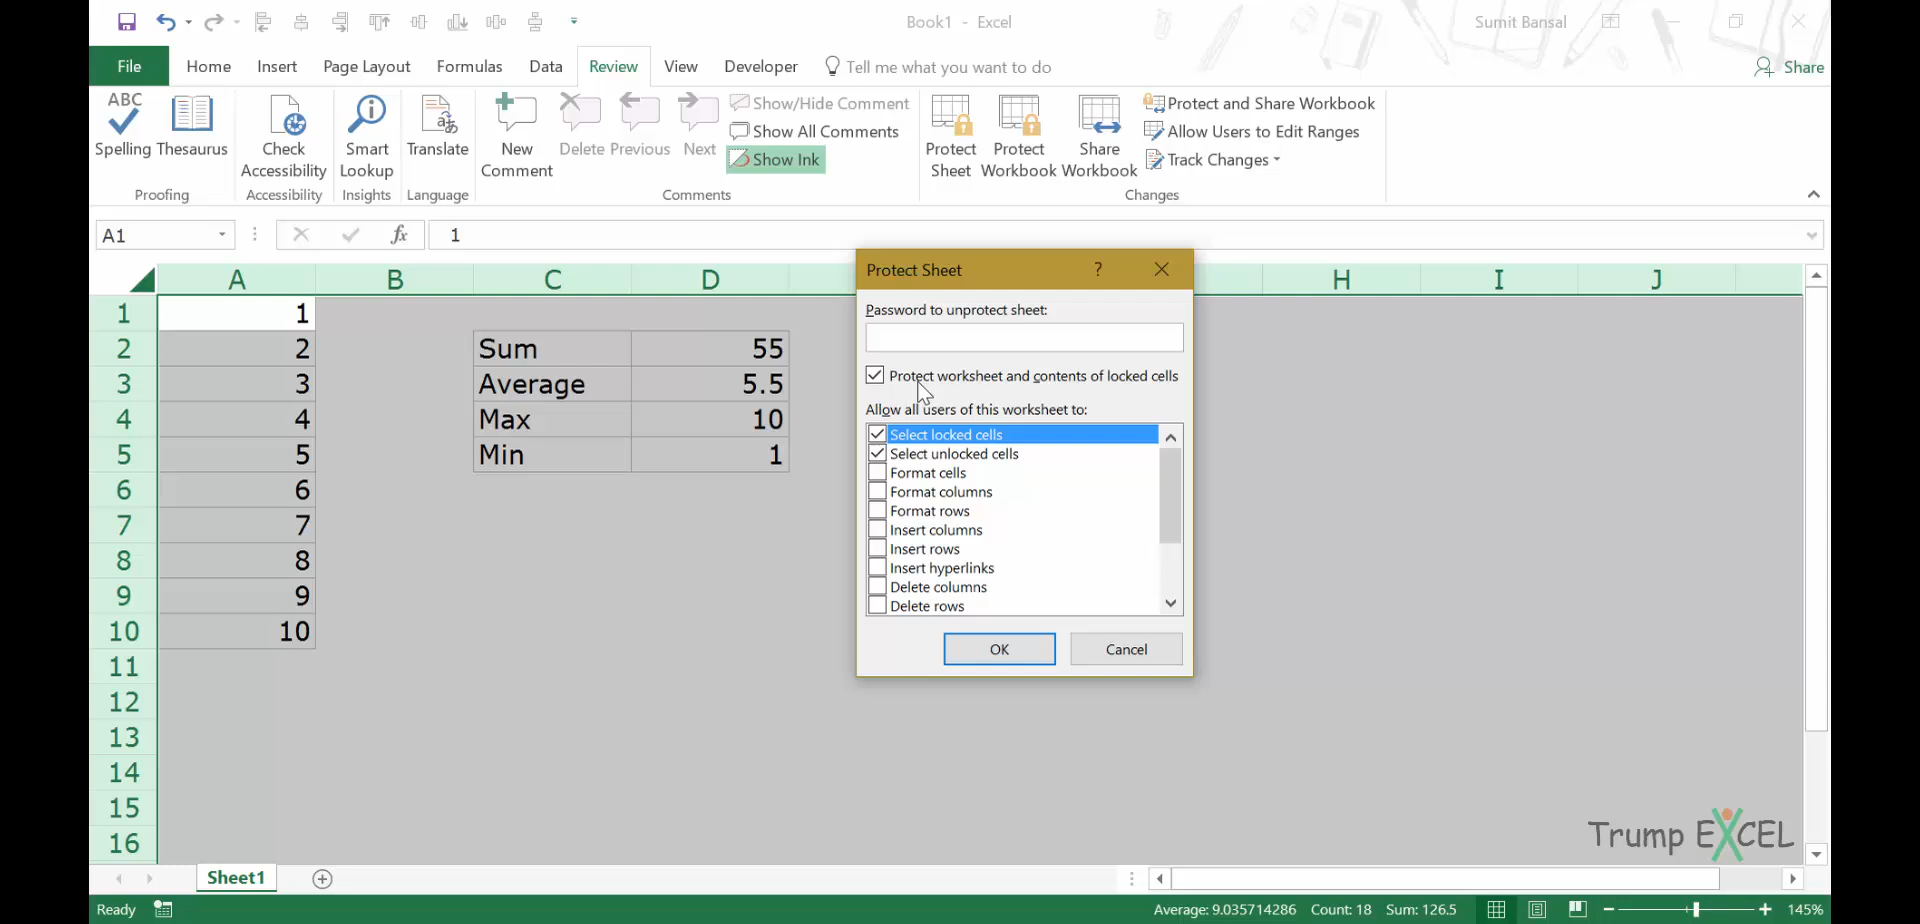 Book1 - Excel
Sumit Bansal
File Home Insert Page Layout Formulas Data Review View Developer Tell me what you want to do Share
ABC
Spelling Thesaurus
Proofing
Check
Accessibility
Accessibility
Smart
Lookup
Insights
Translate
Language
New
Comment
Delete Previous Next
Show/Hide Comment
Show All Comments
Show Ink
Comments
Protect
Sheet
Protect
Workbook
Share
Workbook
Protect and Share Workbook
Allow Users to Edit Ranges
Track Changes
Changes
A1 fx 1
A B C D H I J
1 1
2 2 Sum 55
3 3 Average 5.5
4 4 Max 10
5 5 Min 1
6 6
7 7
8 8
9 9
10 10
11
12
13
14
15
16
Protect Sheet ?
Password to unprotect sheet:
Protect worksheet and contents of locked cells
Allow all users of this worksheet to:
Select locked cells
Select unlocked cells
Format cells
Format columns
Format rows
Insert columns
Insert rows
Insert hyperlinks
Delete columns
Delete rows
OK Cancel
Trump EXCEL
Sheet1
Ready Average: 9.035714286 Count: 18 Sum: 126.5 145%